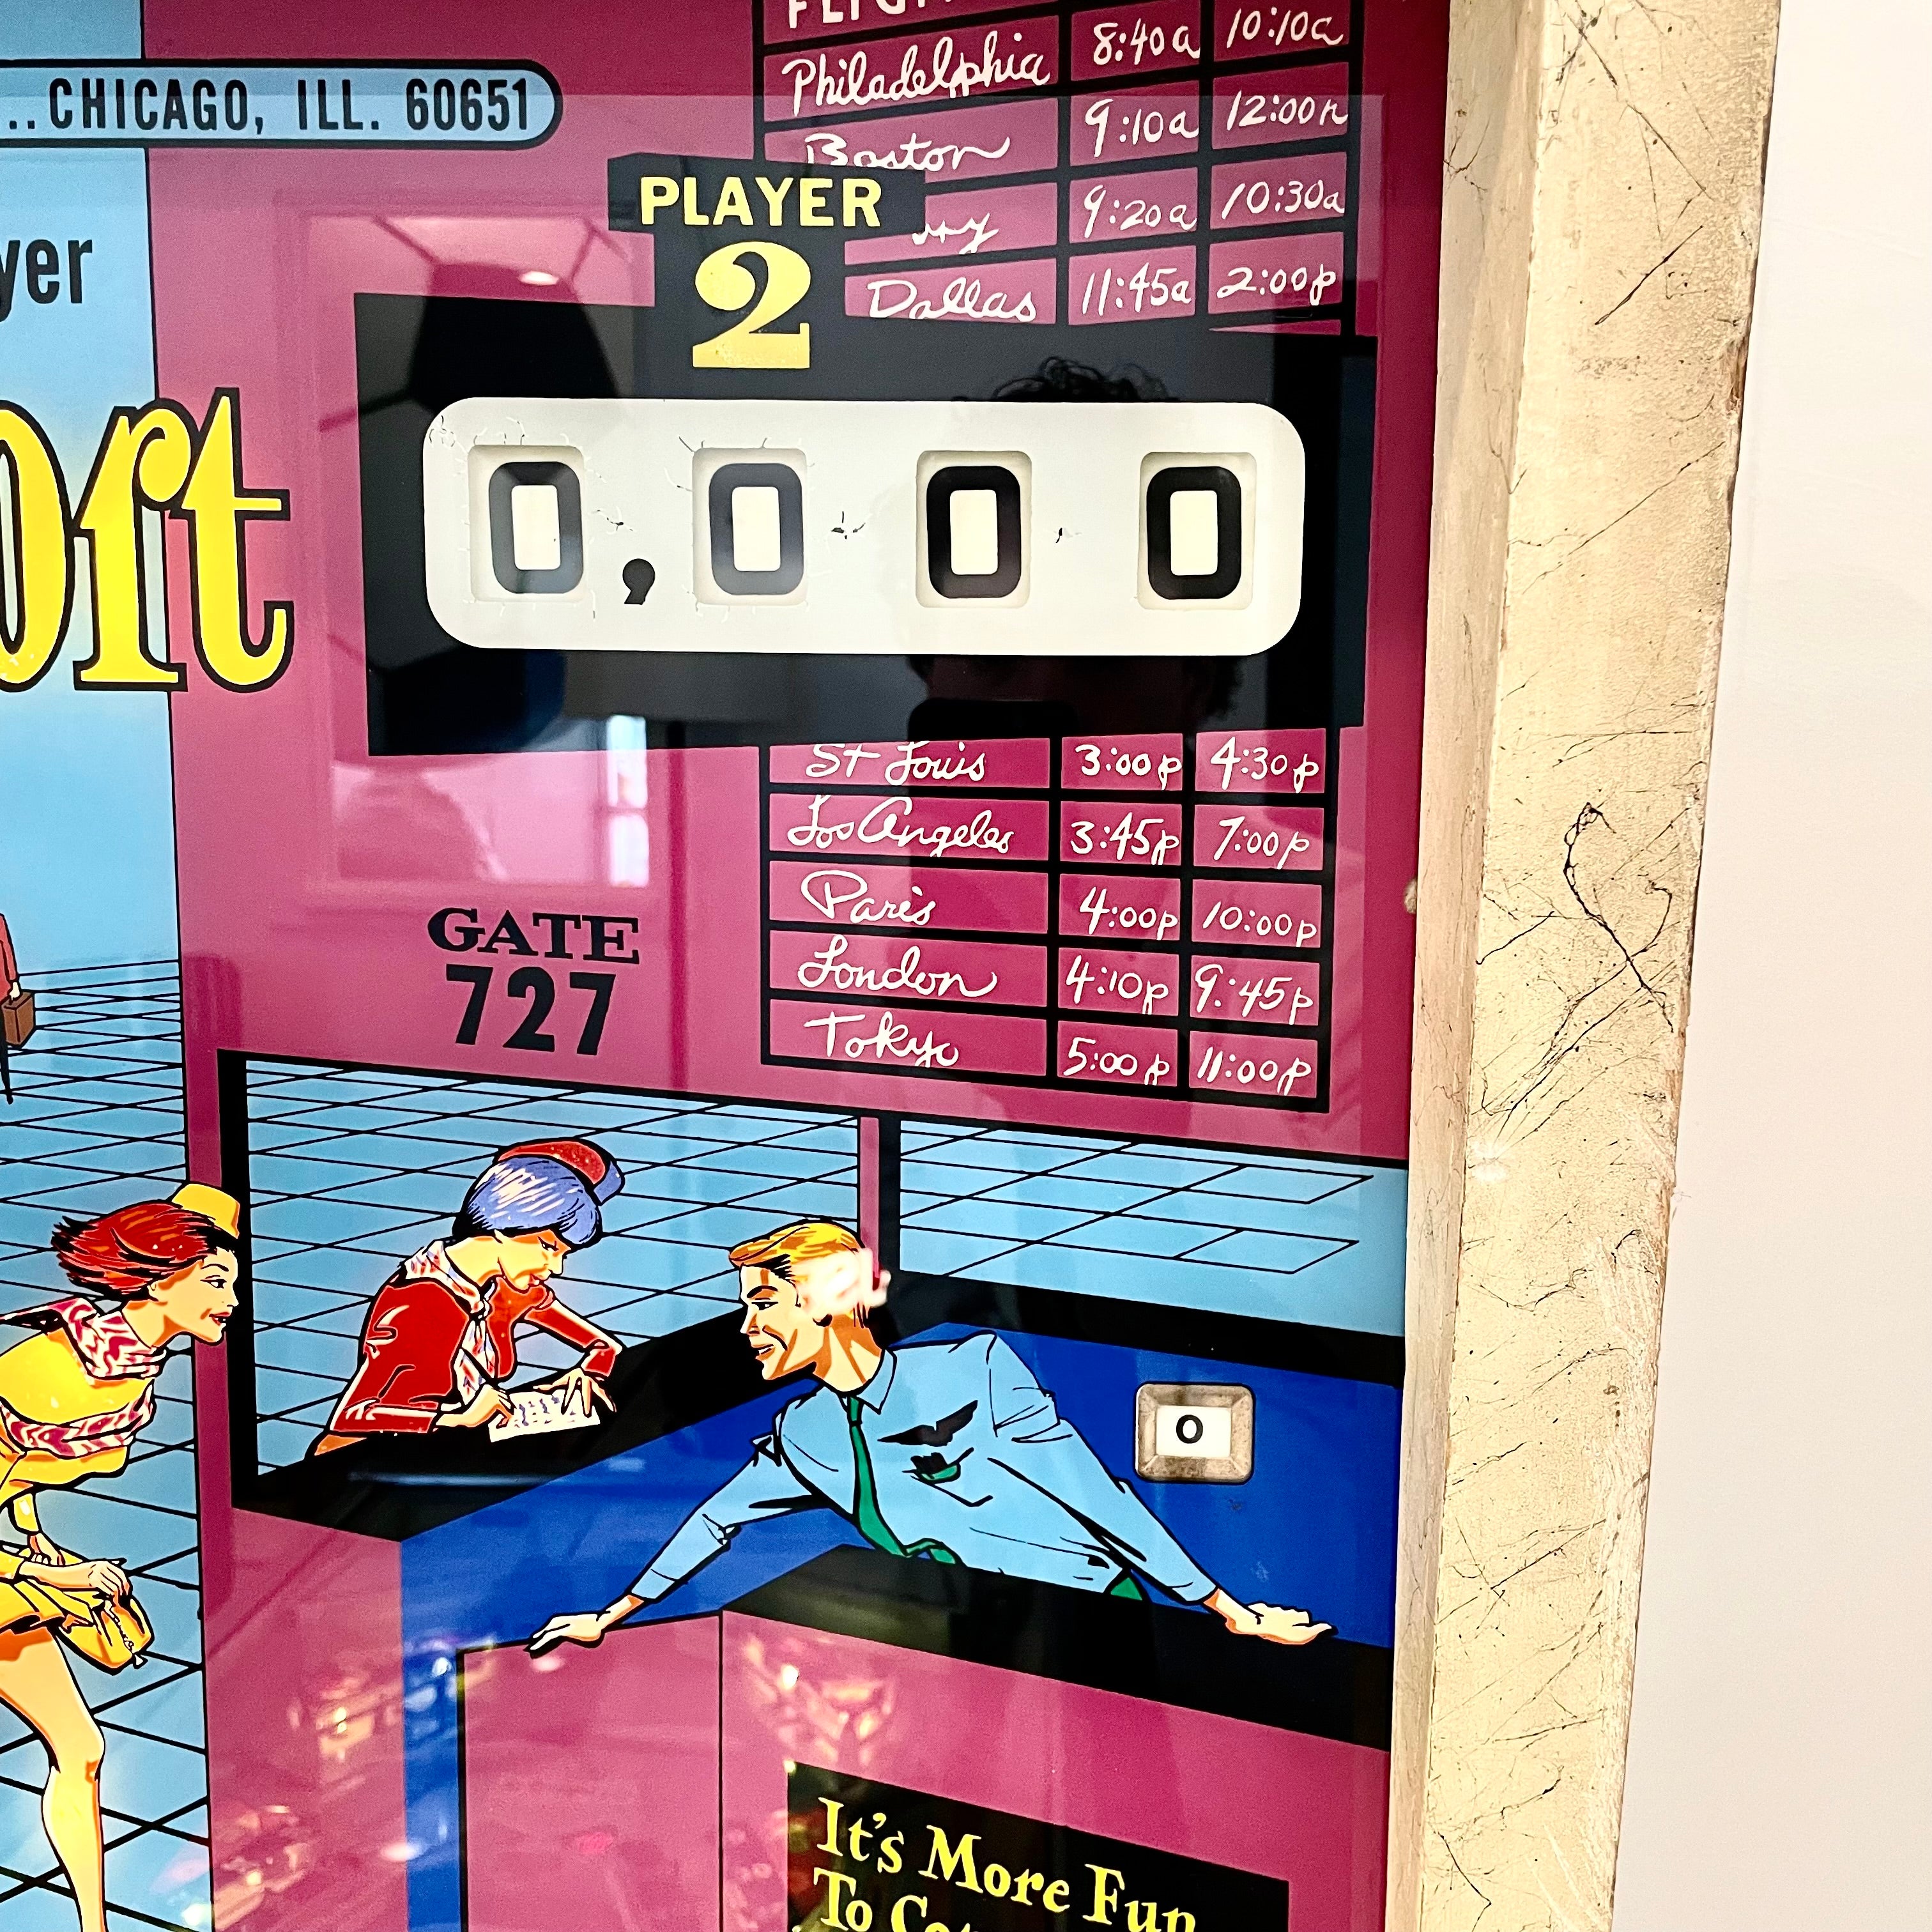 ..CHICAGO, ILL. 60651
Philadelphia 8:40a 10:10a
Boston 9:10a 12:00n
9:20a 10:30a
Dallas 11:45a 2:00p
PLAYER
2
0,000
St Louis 3:00p 4:30p
Los Angeles 3:45p 7:00p
Paris 4:00p 10:00p
London 4:10p 9:45p
Tokyo 5:00p 11:00p
GATE
727
0
It's More Fun
To